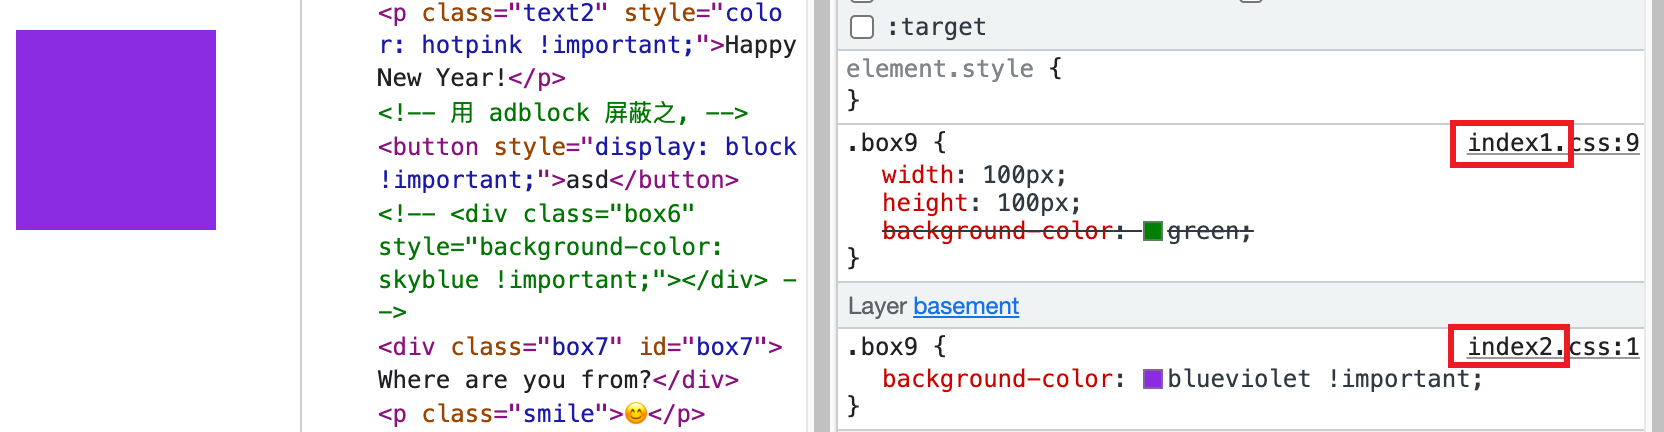 <p class="text2" style="colo
r: hotpink !important;">Happy
New Year!</p>
<!-- 用 adblock 屏蔽之, -->
<button style="display: block
!important;">asd</button>
<!-- <div class="box6"
style="background-color:
skyblue !important;"></div> -
->
<div class="box7" id="box7">
Where are you from?</div>
<p class="smile">😊</p>
:target
element.style {
}
.box9 {
index1.css:9
width: 100px;
height: 100px;
background-color: green;
}
Layer basement
.box9 {
index2.css:1
background-color: blueviolet !important;
}